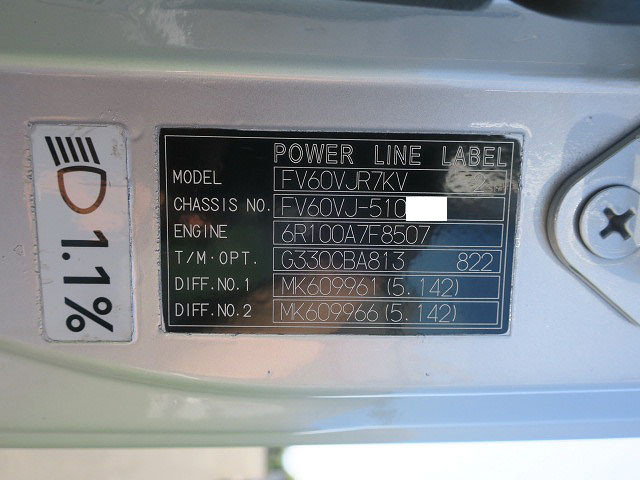 1.1%
POWER LINE LABEL
MODEL FV60VJR7KV 2
CHASSIS NO. FV60VJ-510
ENGINE 6R100A7F8507
T/M·OPT. G330CBA813 822
DIFF.NO.1 MK609961(5.142)
DIFF.NO.2 MK609966(5.142)